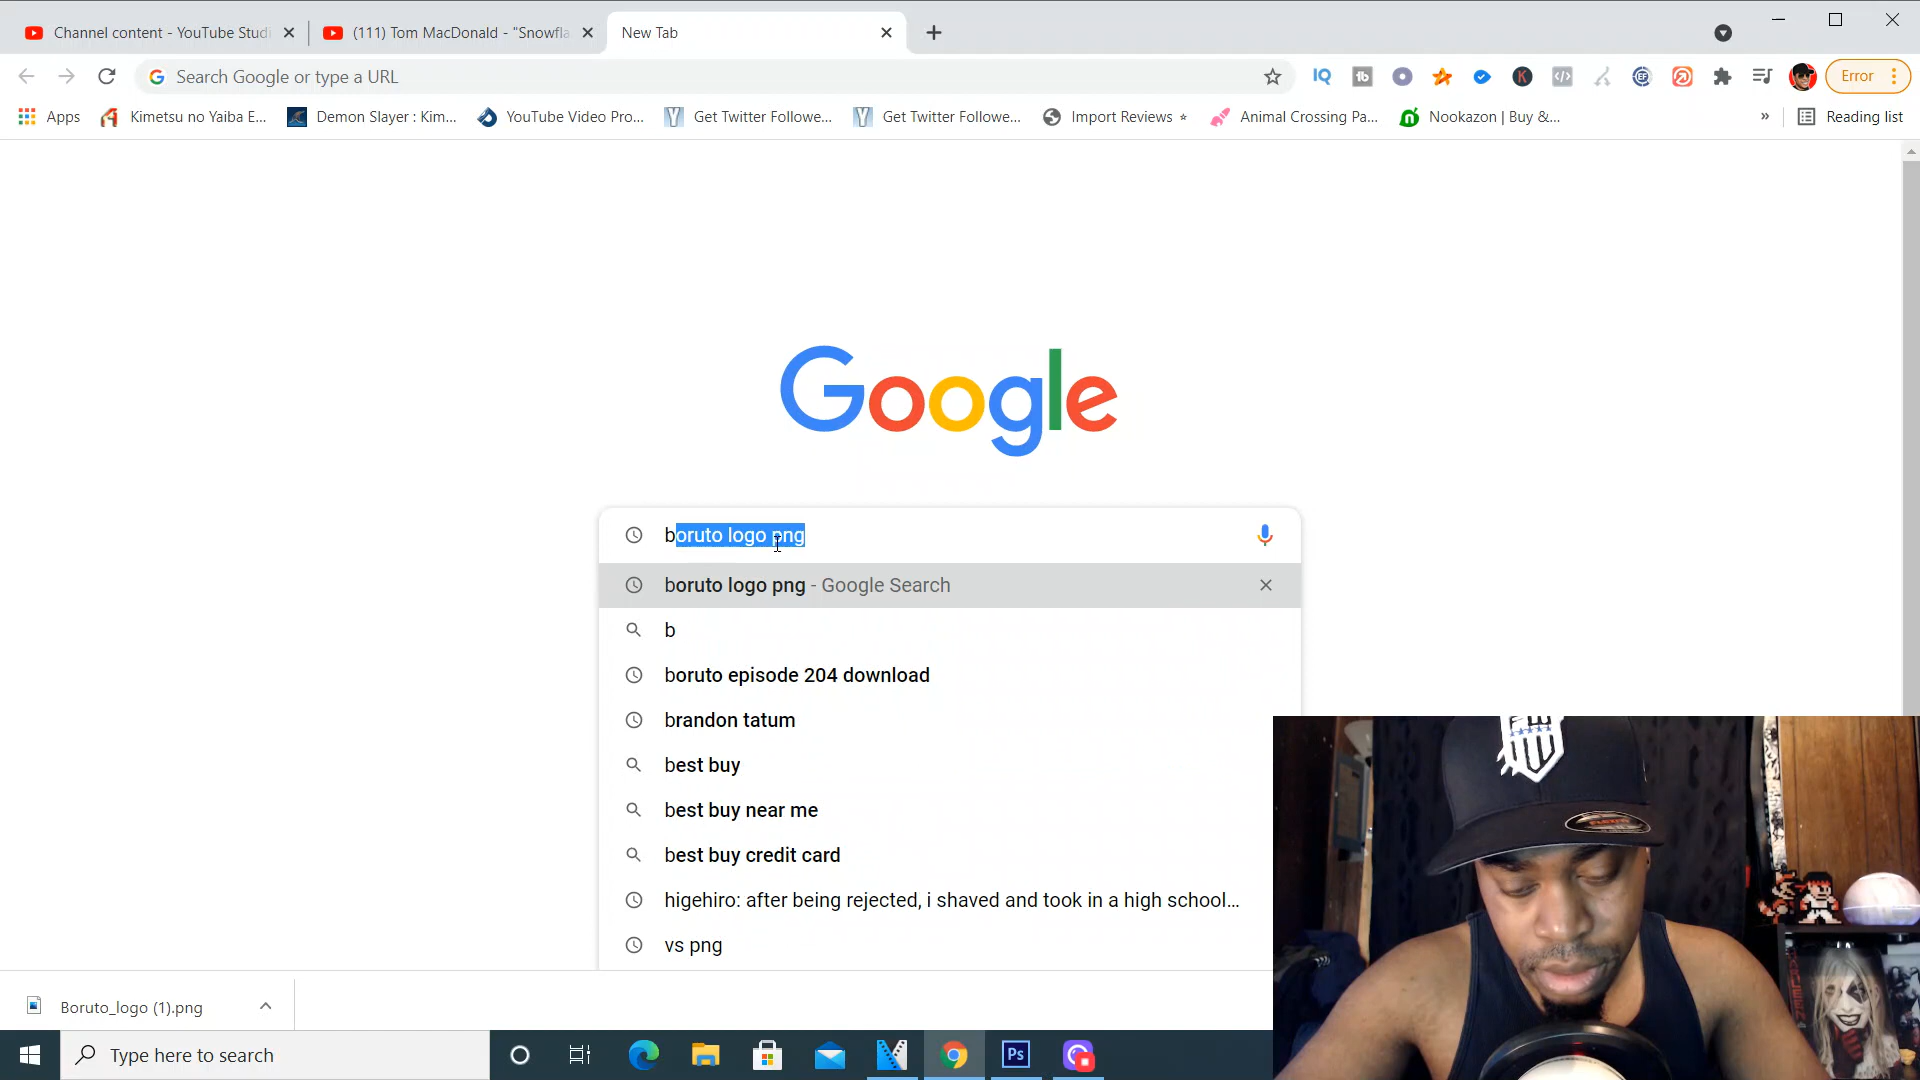 Channel content - YouTube Studi
(111) Tom MacDonald - "Snowfla
New Tab
Search Google or type a URL
IQ
tb
K
EF
Error
Apps
Kimetsu no Yaiba E...
Demon Slayer : Kim...
YouTube Video Pro...
Get Twitter Followe...
Get Twitter Followe...
Import Reviews
Animal Crossing Pa...
Nookazon | Buy &...
»
Reading list
Google
boruto logo png
boruto logo png - Google Search
b
boruto episode 204 download
brandon tatum
best buy
best buy near me
best buy credit card
higehiro: after being rejected, i shaved and took in a high school...
vs png
Boruto_logo (1).png
Type here to search
Ps